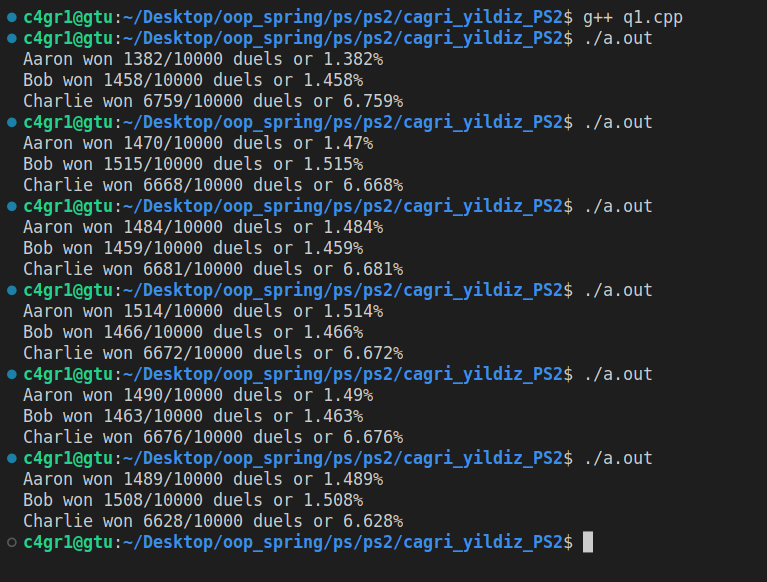 c4gr1@gtu:~/Desktop/oop_spring/ps/ps2/cagri_yildiz_PS2$ g++ q1.cpp
c4gr1@gtu:~/Desktop/oop_spring/ps/ps2/cagri_yildiz_PS2$ ./a.out
Aaron won 1382/10000 duels or 1.382%
Bob won 1458/10000 duels or 1.458%
Charlie won 6759/10000 duels or 6.759%
c4gr1@gtu:~/Desktop/oop_spring/ps/ps2/cagri_yildiz_PS2$ ./a.out
Aaron won 1470/10000 duels or 1.47%
Bob won 1515/10000 duels or 1.515%
Charlie won 6668/10000 duels or 6.668%
c4gr1@gtu:~/Desktop/oop_spring/ps/ps2/cagri_yildiz_PS2$ ./a.out
Aaron won 1484/10000 duels or 1.484%
Bob won 1459/10000 duels or 1.459%
Charlie won 6681/10000 duels or 6.681%
c4gr1@gtu:~/Desktop/oop_spring/ps/ps2/cagri_yildiz_PS2$ ./a.out
Aaron won 1514/10000 duels or 1.514%
Bob won 1466/10000 duels or 1.466%
Charlie won 6672/10000 duels or 6.672%
c4gr1@gtu:~/Desktop/oop_spring/ps/ps2/cagri_yildiz_PS2$ ./a.out
Aaron won 1490/10000 duels or 1.49%
Bob won 1463/10000 duels or 1.463%
Charlie won 6676/10000 duels or 6.676%
c4gr1@gtu:~/Desktop/oop_spring/ps/ps2/cagri_yildiz_PS2$ ./a.out
Aaron won 1489/10000 duels or 1.489%
Bob won 1508/10000 duels or 1.508%
Charlie won 6628/10000 duels or 6.628%
c4gr1@gtu:~/Desktop/oop_spring/ps/ps2/cagri_yildiz_PS2$